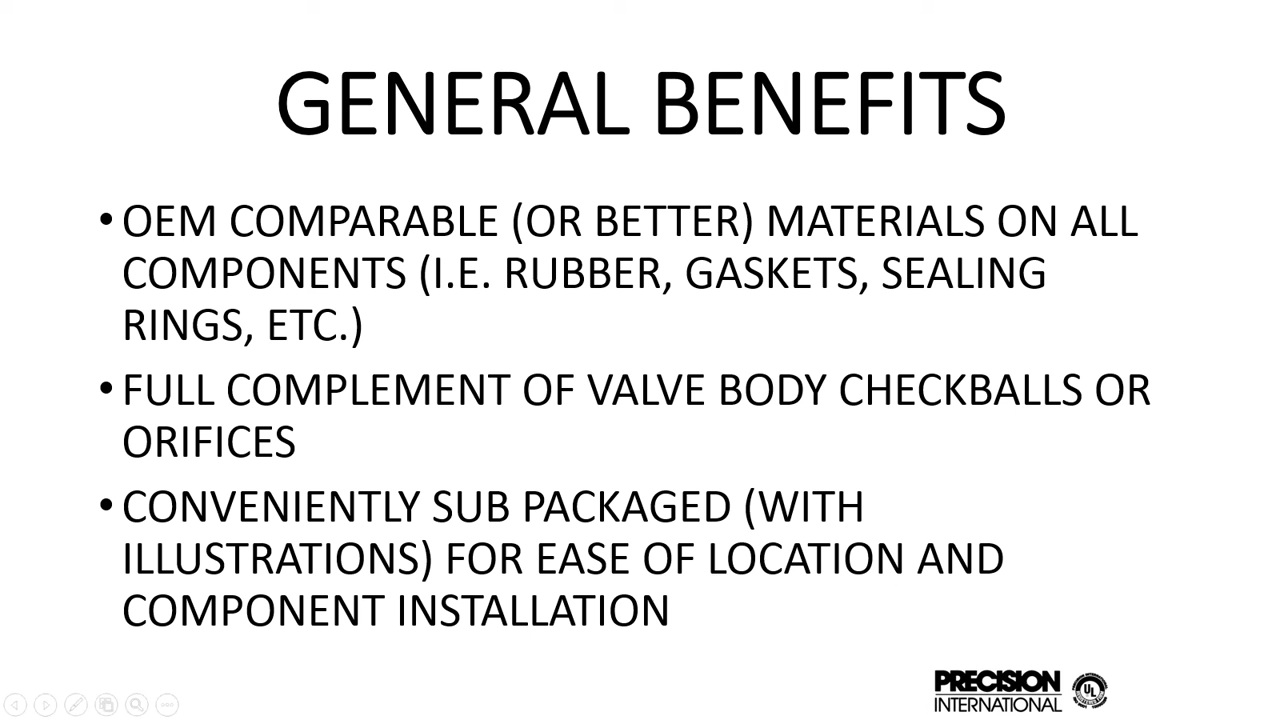 GENERAL BENEFITS
• OEM COMPARABLE (OR BETTER) MATERIALS ON ALL
COMPONENTS (I.E. RUBBER, GASKETS, SEALING
RINGS, ETC.)
• FULL COMPLEMENT OF VALVE BODY CHECKBALLS OR
ORIFICES
• CONVENIENTLY SUB PACKAGED (WITH
ILLUSTRATIONS) FOR EASE OF LOCATION AND
COMPONENT INSTALLATION
PRECISION
INTERNATIONAL
UL